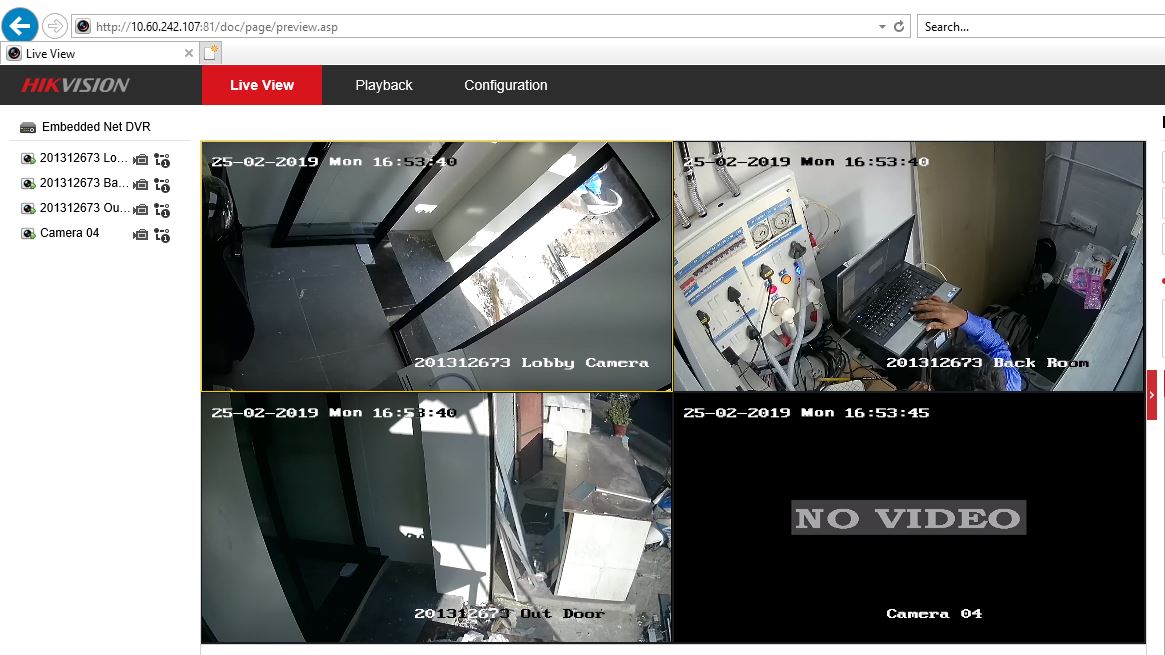 http://10.60.242.107:81/doc/page/preview.asp
Search...
Live View
HIKVISION
Live View
Playback
Configuration
Embedded Net DVR
201312673 Lo...
201312673 Ba...
201312673 Ou...
Camera 04
25-02-2019 Mon 16:53:40
201312673 Lobby Camera
25-02-2019 Mon 16:53:40
201312673 Back Room
25-02-2019 Mon 16:53:40
201312673 Out Door
25-02-2019 Mon 16:53:45
NO VIDEO
Camera 04